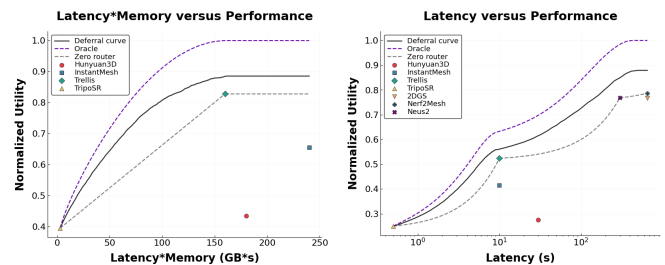 Latency*Memory versus Performance
1.0
0.9
0.8
0.7
0.6
0.5
0.4
Normalized Utility
Deferral curve
Oracle
Zero router
Hunyuan3D
InstantMesh
Trellis
TripoSR
0
50
100
150
200
250
Latency*Memory (GB*s)
Latency versus Performance
1.0
0.9
0.8
0.7
0.6
0.5
0.4
0.3
Normalized Utility
Deferral curve
Oracle
Zero router
Hunyuan3D
InstantMesh
Trellis
TripoSR
2DGS
Nerf2Mesh
Neus2
10⁰
10¹
10²
Latency (s)